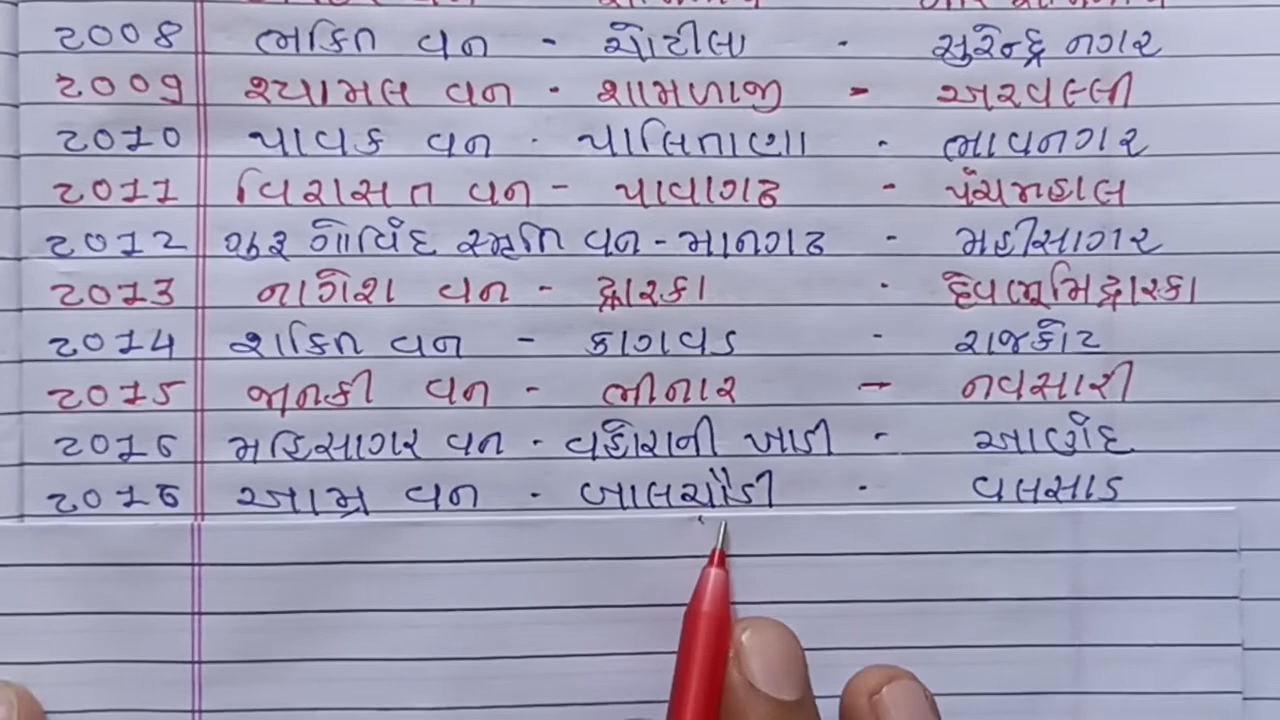 2008 ભક્તિ વન - ચોટીલા - સુરેન્દ્ર નગર
2009 શ્યામલ વન - શામળાજી - અરવલ્લી
2010 પાવક વન - પાલિતાણા - ભાવનગર
2011 વિરાસત વન - પાવાગઢ - પંચમહાલ
2012 ગોવિંદ સ્મૃતિ વન - માનગઢ - મહીસાગર
2013 નાગેશ વન - દ્વારકા - દેવભૂમિદ્વારકા
2014 શક્તિ વન - કાગવડ - રાજકોટ
2015 જાનકી વન - ભીનાર - નવસારી
2016 મહિસાગર વન - વહેરાની ખાડી - આણંદ
2016 આમ્ર વન - બાલચોંડી - વલસાડ